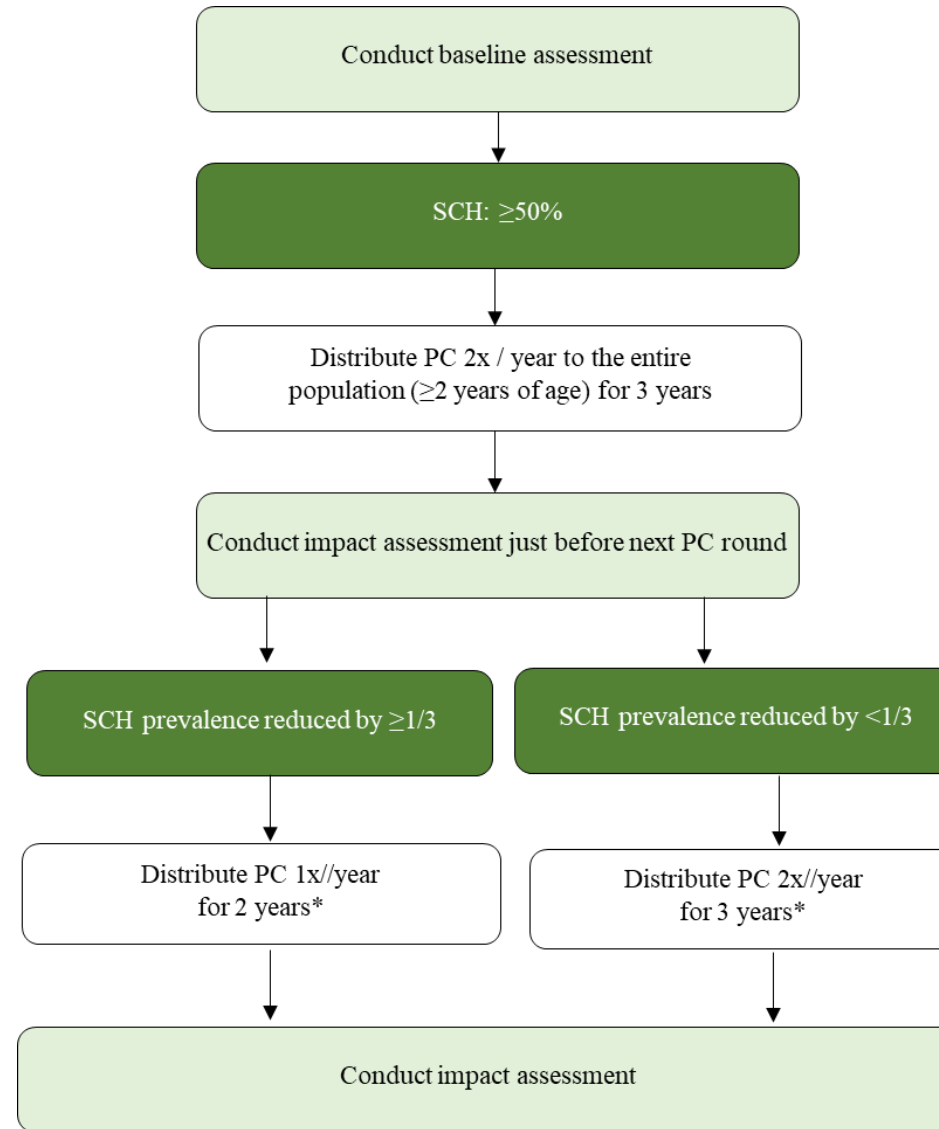 Conduct baseline assessment
SCH: ≥50%
Distribute PC 2x / year to the entire
population (≥2 years of age) for 3 years
Conduct impact assessment just before next PC round
SCH prevalence reduced by ≥1/3
SCH prevalence reduced by <1/3
Distribute PC 1x//year
for 2 years*
Distribute PC 2x//year
for 3 years*
Conduct impact assessment